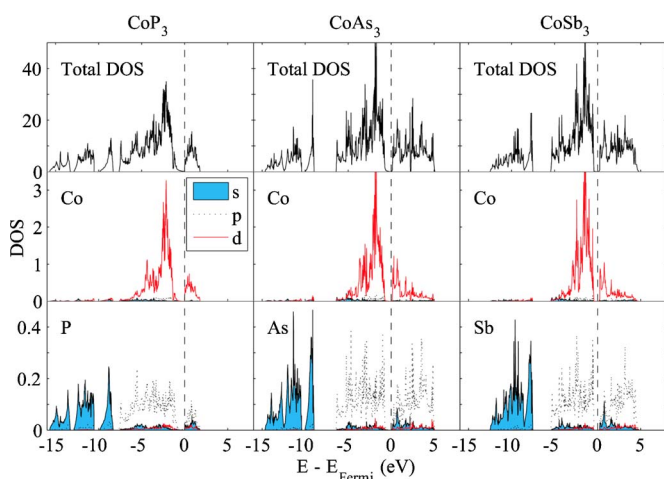 CoP3 CoAs3 CoSb3
40 Total DOS Total DOS Total DOS
20
0
3 Co Co Co
2 s
p
1 d
DOS
0
0.4 P As Sb
0.2
0
-15 -10 -5 0 5 -15 -10 -5 0 5 -15 -10 -5 0 5
E - EFermi (eV)